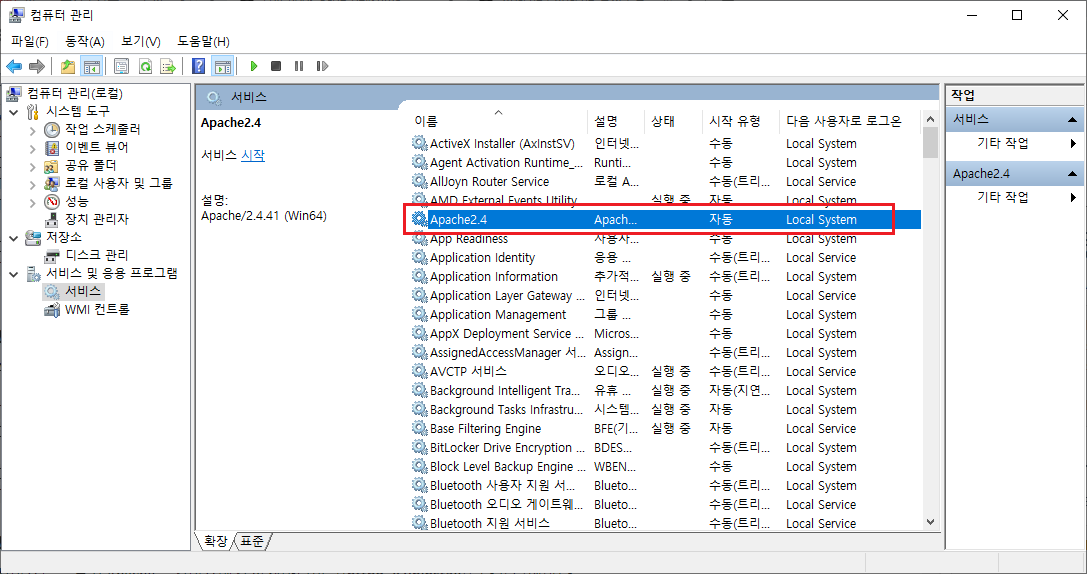 컴퓨터 관리
파일(F) 동작(A) 보기(V) 도움말(H)
컴퓨터 관리(로컬)
시스템 도구
작업 스케줄러
이벤트 뷰어
공유 폴더
로컬 사용자 및 그룹
성능
장치 관리자
저장소
디스크 관리
서비스 및 응용 프로그램
서비스
WMI 컨트롤
서비스
Apache2.4
서비스 시작
설명:
Apache/2.4.41 (Win64)
이름 설명 상태 시작 유형 다음 사용자로 로그온
ActiveX Installer (AxInstSV) 인터넷... 수동 Local System
Agent Activation Runtime_... Runti... 수동 Local System
AllJoyn Router Service 로컬 A... 수동(트리... Local Service
AMD External Events Utility 실행 중 자동 Local System
Apache2.4 Apach... 자동 Local System
App Readiness 사용자... 수동 Local System
Application Identity 응용 ... 수동(트리... Local Service
Application Information 추가적... 실행 중 수동(트리... Local System
Application Layer Gateway ... 인터넷... 수동 Local Service
Application Management 그룹 ... 수동 Local System
AppX Deployment Service ... Micros... 수동(트리... Local System
AssignedAccessManager 서... Assign... 수동(트리... Local System
AVCTP 서비스 오디오... 실행 중 수동(트리... Local Service
Background Intelligent Tra... 유휴 ... 실행 중 자동(지연... Local System
Background Tasks Infrastru... 시스템... 실행 중 자동 Local System
Base Filtering Engine BFE(기... 실행 중 자동 Local Service
BitLocker Drive Encryption ... BDES... 수동(트리... Local System
Block Level Backup Engine ... WBEN... 수동 Local System
Bluetooth 사용자 지원 서... Blueto... 수동(트리... Local System
Bluetooth 오디오 게이트웨... Blueto... 수동(트리... Local Service
Bluetooth 지원 서비스 Blueto... 수동(트리... Local Service
확장 표준
작업
서비스
기타 작업
Apache2.4
기타 작업